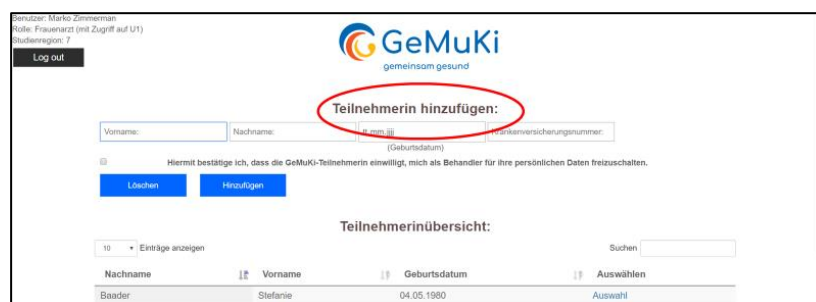 Benutzer: Marko Zimmerman
Rolle: Frauenarzt (mit Zugriff auf U1)
Studienregion: 7
Log out
GeMuKi
gemeinsam gesund
Teilnehmerin hinzufügen:
Vorname: Nachname: tt.mm.jjjj Krankenversicherungsnummer:
(Geburtsdatum)
Hiermit bestätige ich, dass die GeMuKi-Teilnehmerin einwilligt, mich als Behandler für ihre persönlichen Daten freizuschalten.
Löschen Hinzufügen
Teilnehmerinübersicht:
10 Einträge anzeigen Suchen
Nachname Vorname Geburtsdatum Auswählen
Baader Stefanie 04.05.1980 Auswahl